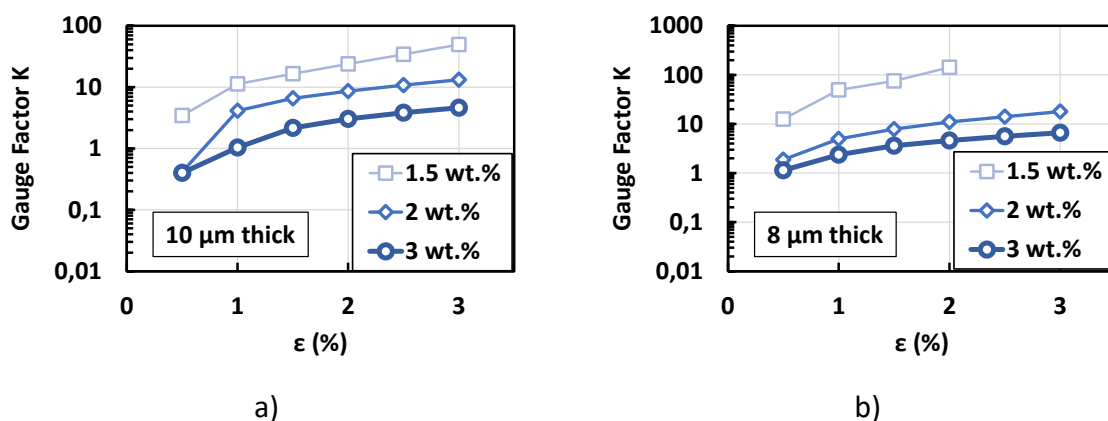 Gauge Factor K
100
10
1
0,1
0,01
0
1
2
3
ε (%)
10 μm thick
1.5 wt.%
2 wt.%
3 wt.%
a)
Gauge Factor K
1000
100
10
1
0,1
0,01
0
1
2
3
ε (%)
8 μm thick
1.5 wt.%
2 wt.%
3 wt.%
b)